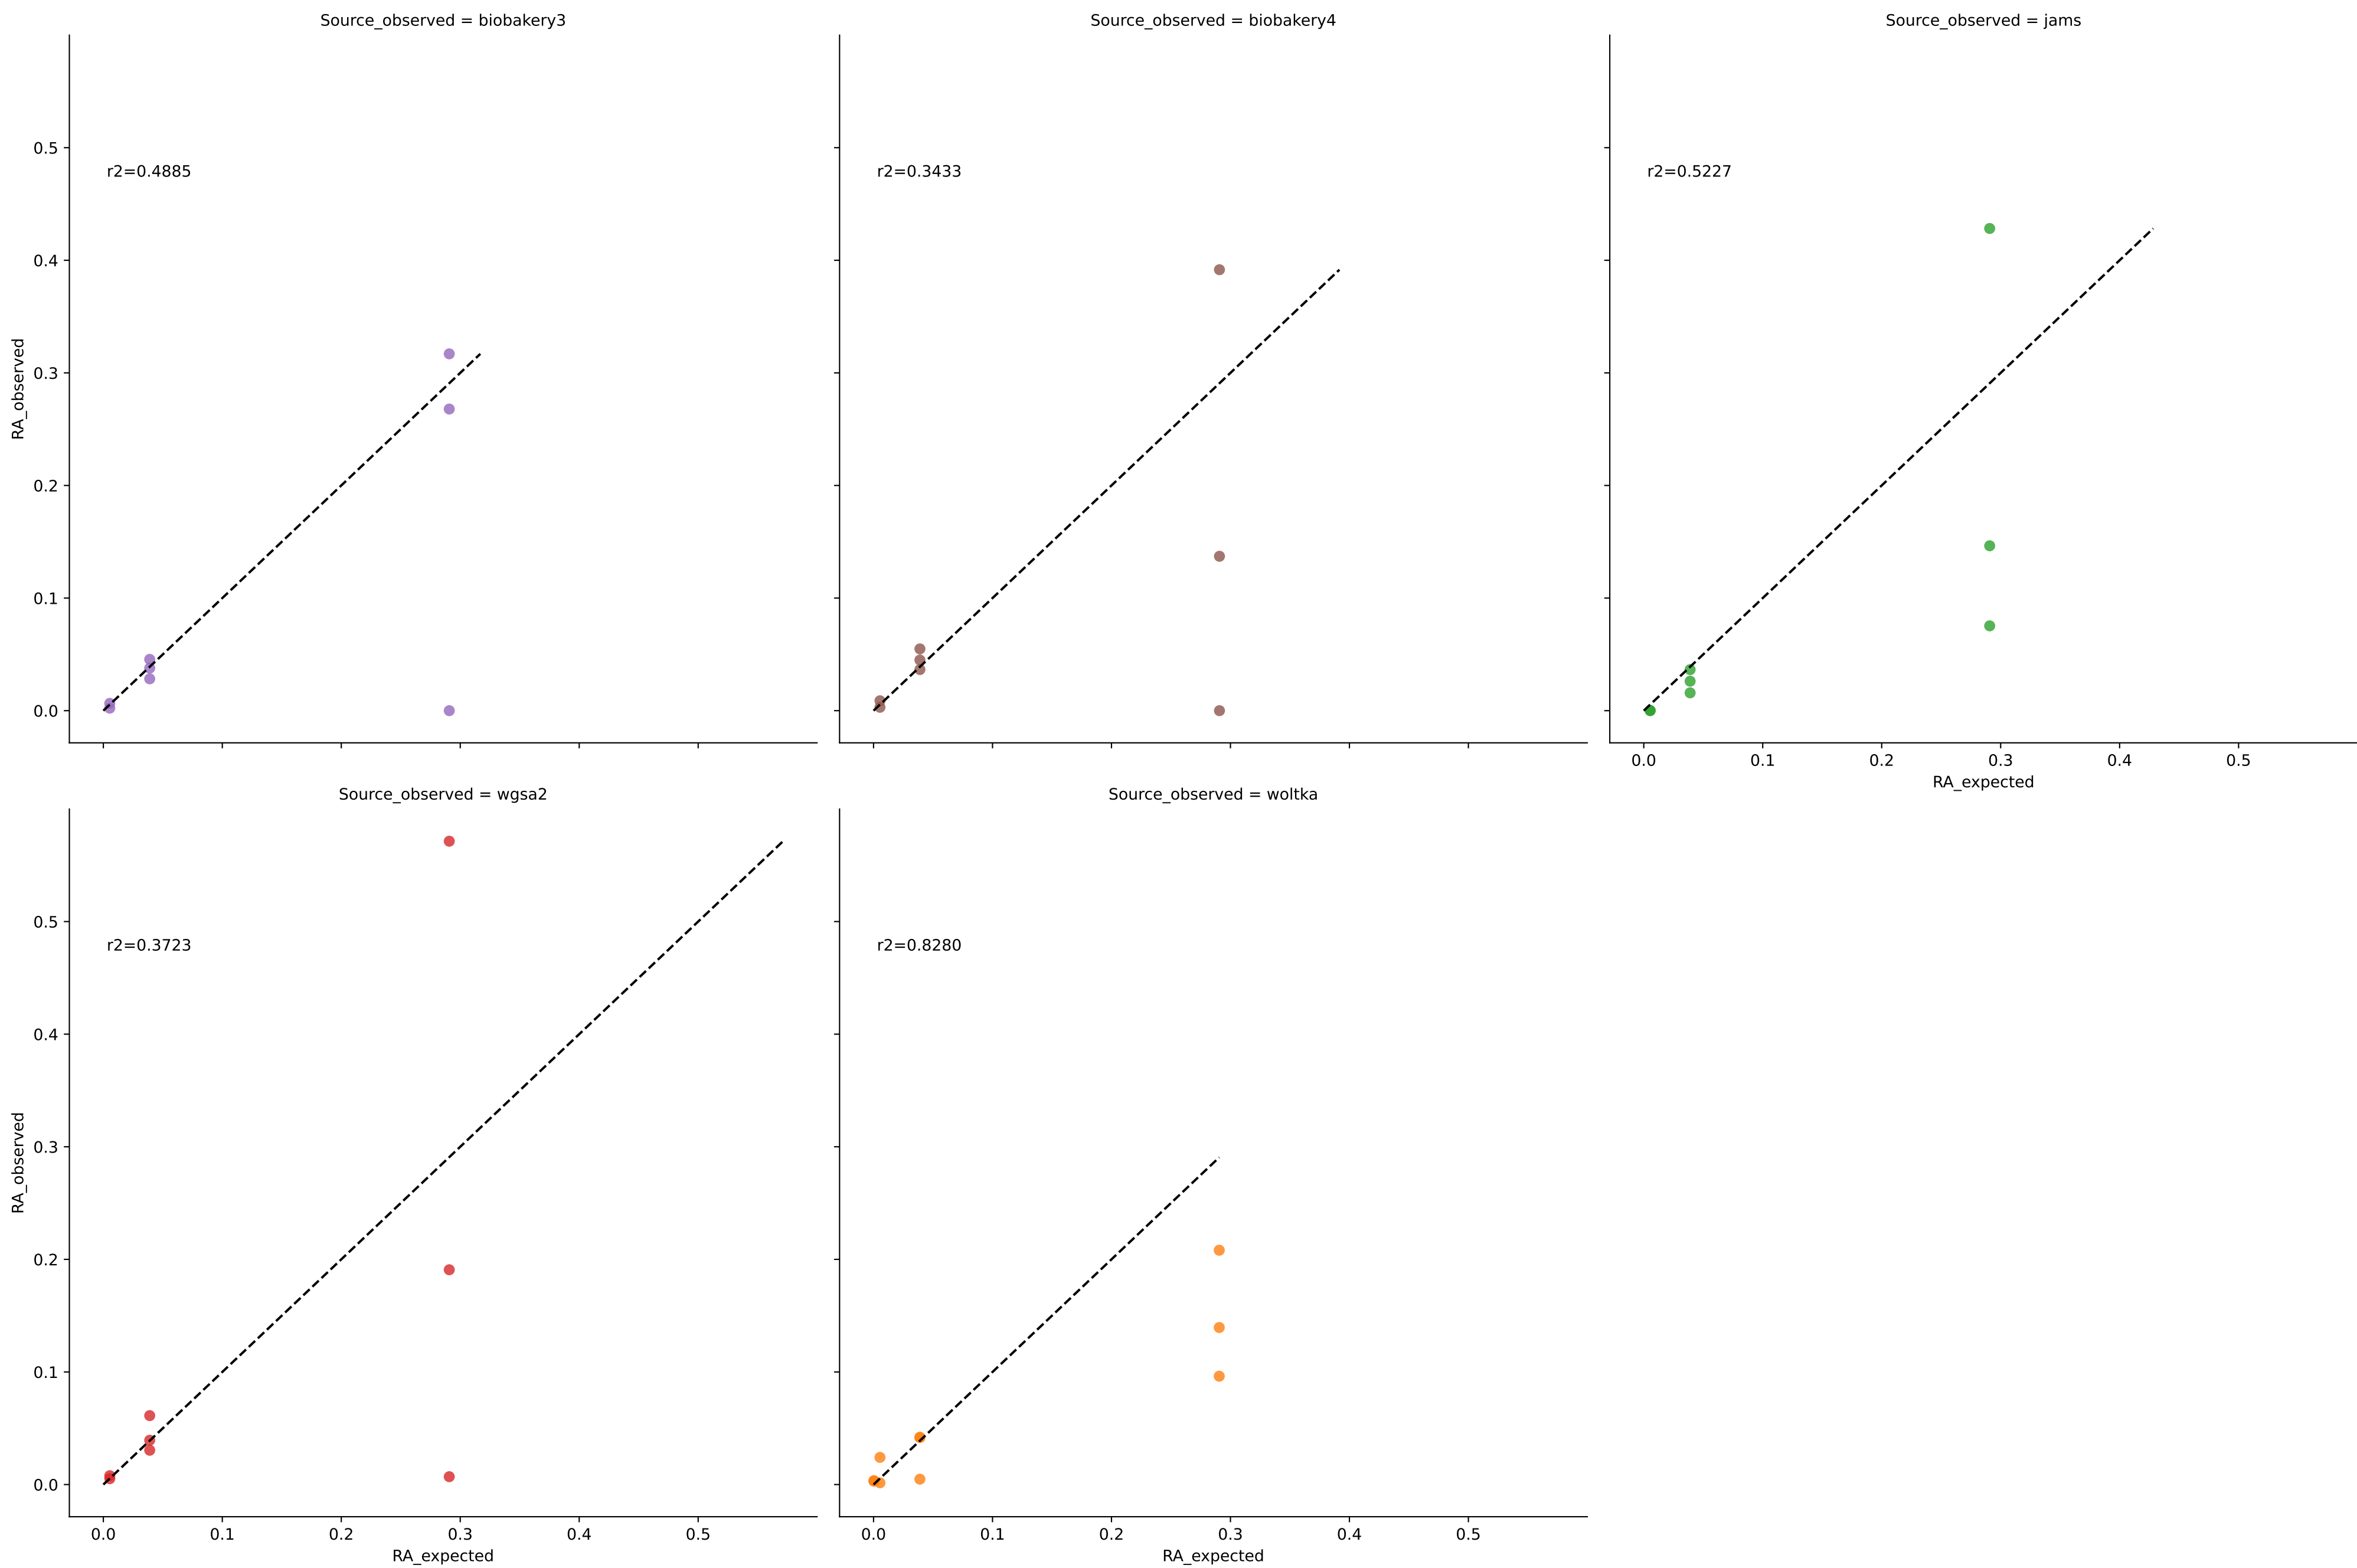 Source_observed = biobakery3
Source_observed = biobakery4
Source_observed = jams
0.5
0.4
0.3
0.2
0.1
0.0
RA_observed
r2=0.4885
r2=0.3433
r2=0.5227
0.0 0.1 0.2 0.3 0.4 0.5
RA_expected
Source_observed = wgsa2
Source_observed = woltka
0.5
0.4
0.3
0.2
0.1
0.0
RA_observed
r2=0.3723
r2=0.8280
0.0 0.1 0.2 0.3 0.4 0.5
RA_expected
0.0 0.1 0.2 0.3 0.4 0.5
RA_expected